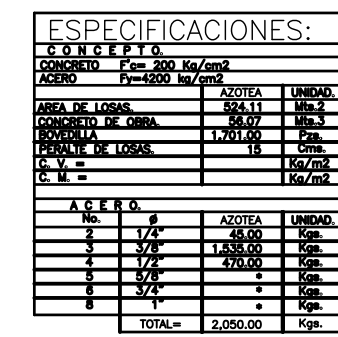 ESPECIFICACIONES:
CONCEPTO.
CONCRETO F'c= 200 Kg/cm2
ACERO Fy=4200 kg/cm2
AZOTEA UNIDAD.
AREA DE LOSAS. 524.11 Mts.2
CONCRETO DE OBRA. 56.07 Mts.3
BOVEDILLA 1,701.00 Pzs.
PERALTE DE LOSAS. 15 Cms.
C. V. = Kg/m2
C. M. = Kg/m2
ACERO.
No. ø AZOTEA UNIDAD.
2 1/4" 45.00 Kgs.
3 3/8" 1,535.00 Kgs.
4 1/2" 470.00 Kgs.
5 5/8" * Kgs.
6 3/4" * Kgs.
8 1" * Kgs.
TOTAL= 2,050.00 Kgs.